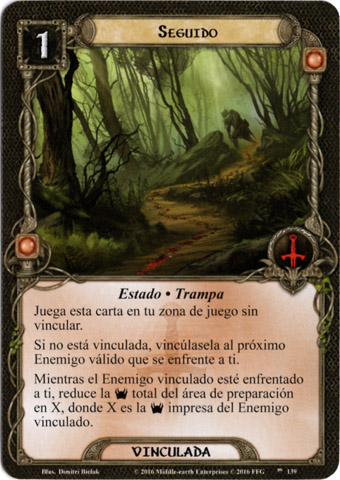 1
Seguido
Estado • Trampa
Juega esta carta en tu zona de juego sin
vincular.
Si no está vinculada, vincúlasela al próximo
Enemigo válido que se enfrente a ti.
Mientras el Enemigo vinculado esté enfrentado
a ti, reduce la total del área de preparación
en X, donde X es la impresa del Enemigo
vinculado.
VINCULADA
Illus. Dimitri Bielak © 2016 Middle-earth Enterprises © 2016 FFG 139